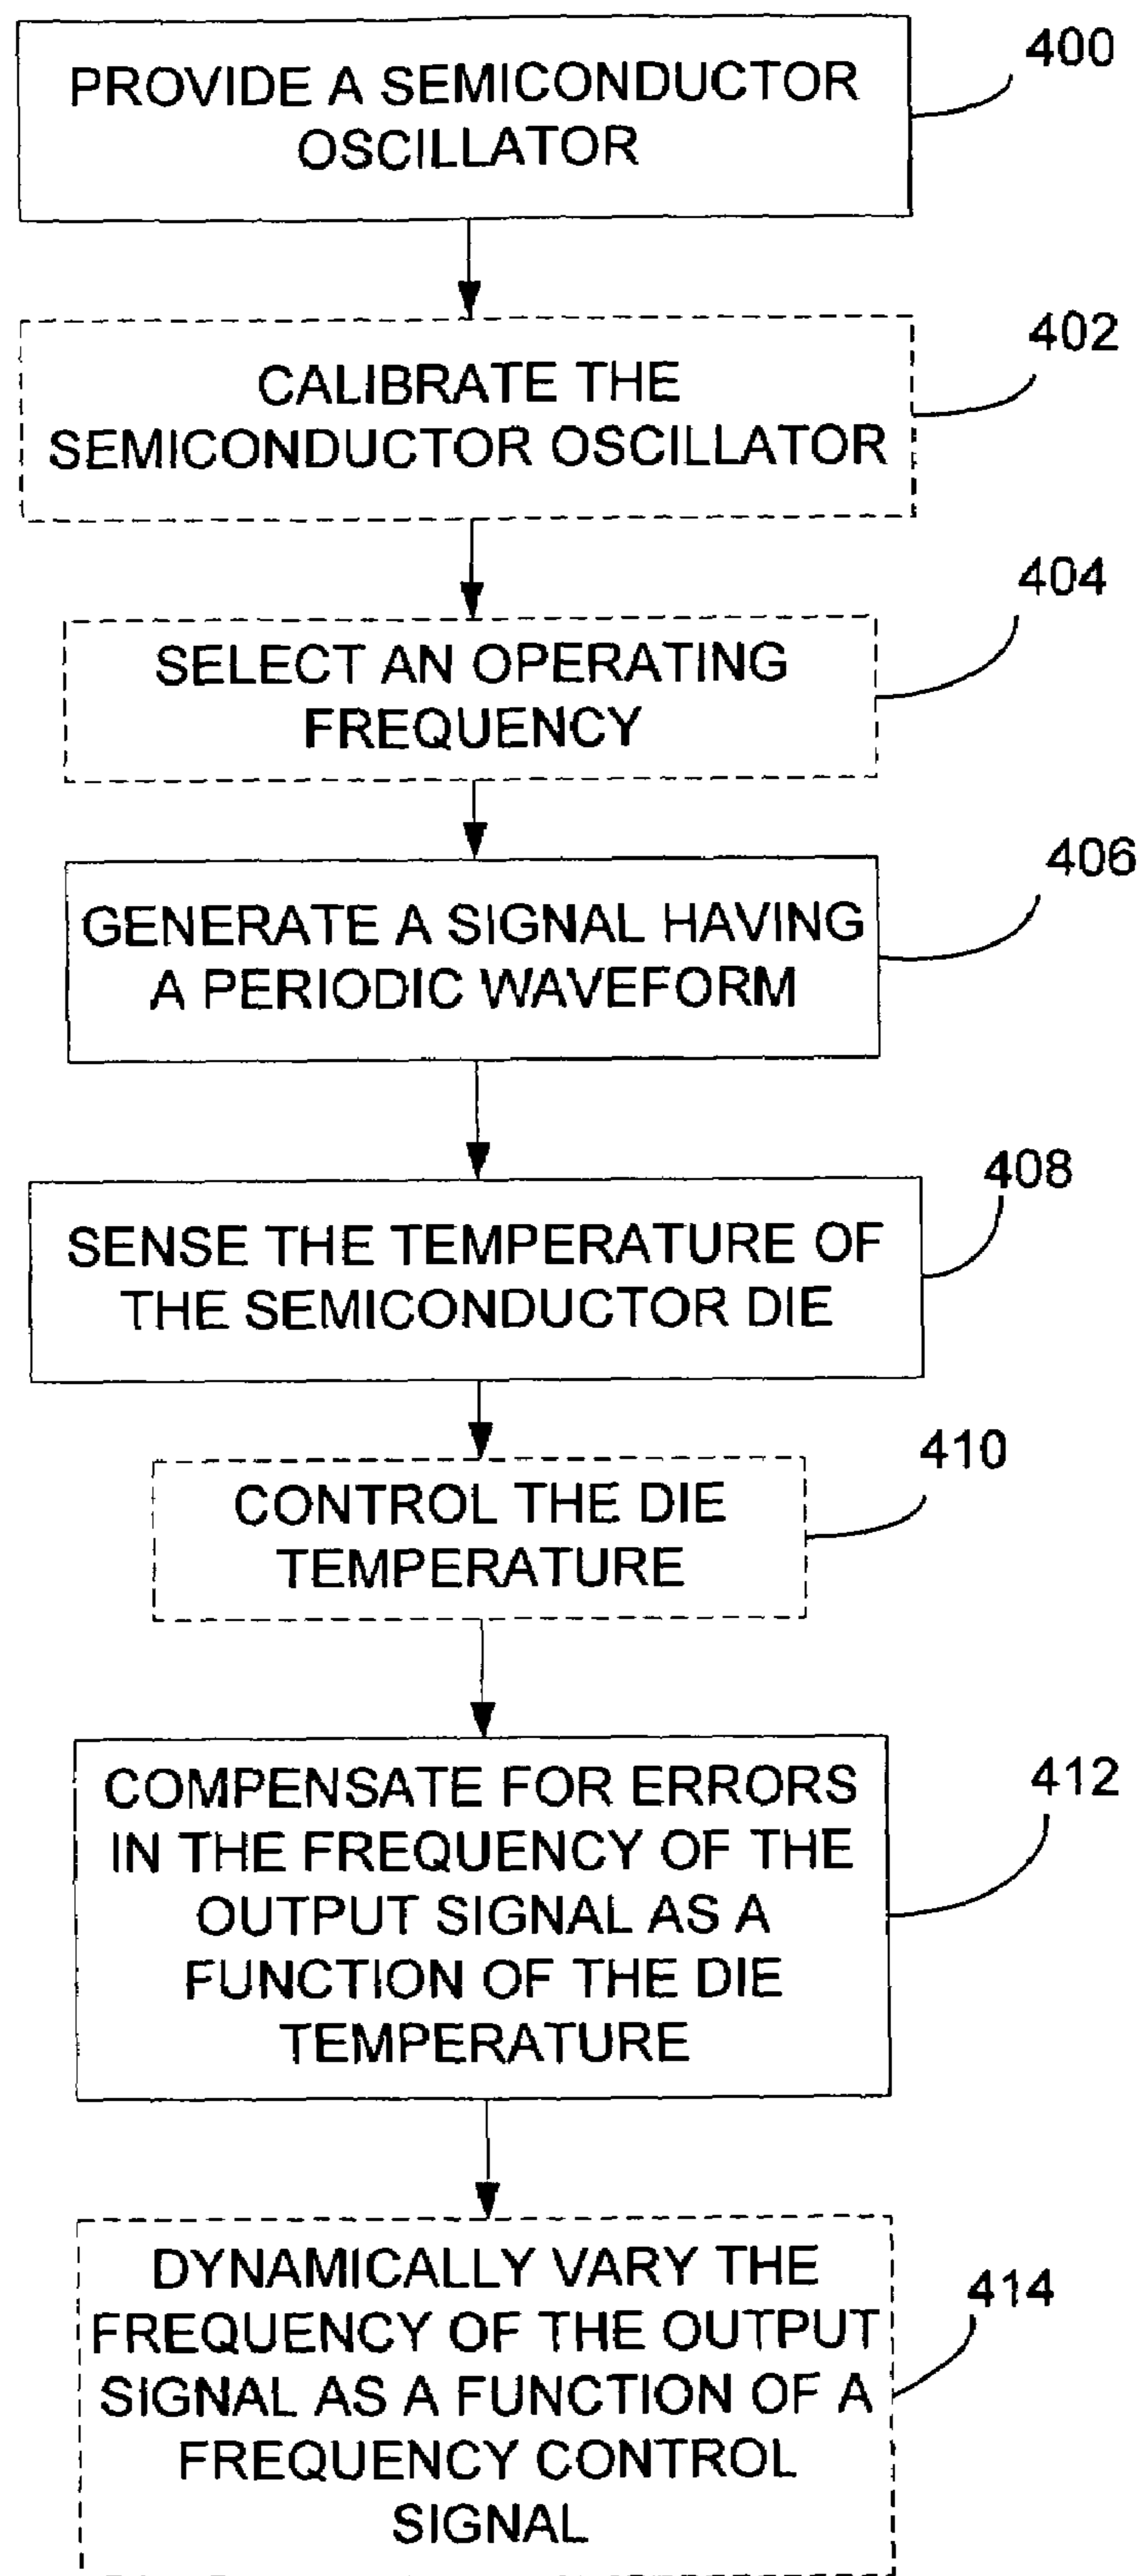 PROVIDE A SEMICONDUCTOR
OSCILLATOR
400
CALIBRATE THE
SEMICONDUCTOR OSCILLATOR
402
SELECT AN OPERATING
FREQUENCY
404
GENERATE A SIGNAL HAVING
A PERIODIC WAVEFORM
406
SENSE THE TEMPERATURE OF
THE SEMICONDUCTOR DIE
408
CONTROL THE DIE
TEMPERATURE
410
COMPENSATE FOR ERRORS
IN THE FREQUENCY OF THE
OUTPUT SIGNAL AS A
FUNCTION OF THE DIE
TEMPERATURE
412
DYNAMICALLY VARY THE
FREQUENCY OF THE OUTPUT
SIGNAL AS A FUNCTION OF A
FREQUENCY CONTROL
SIGNAL
414